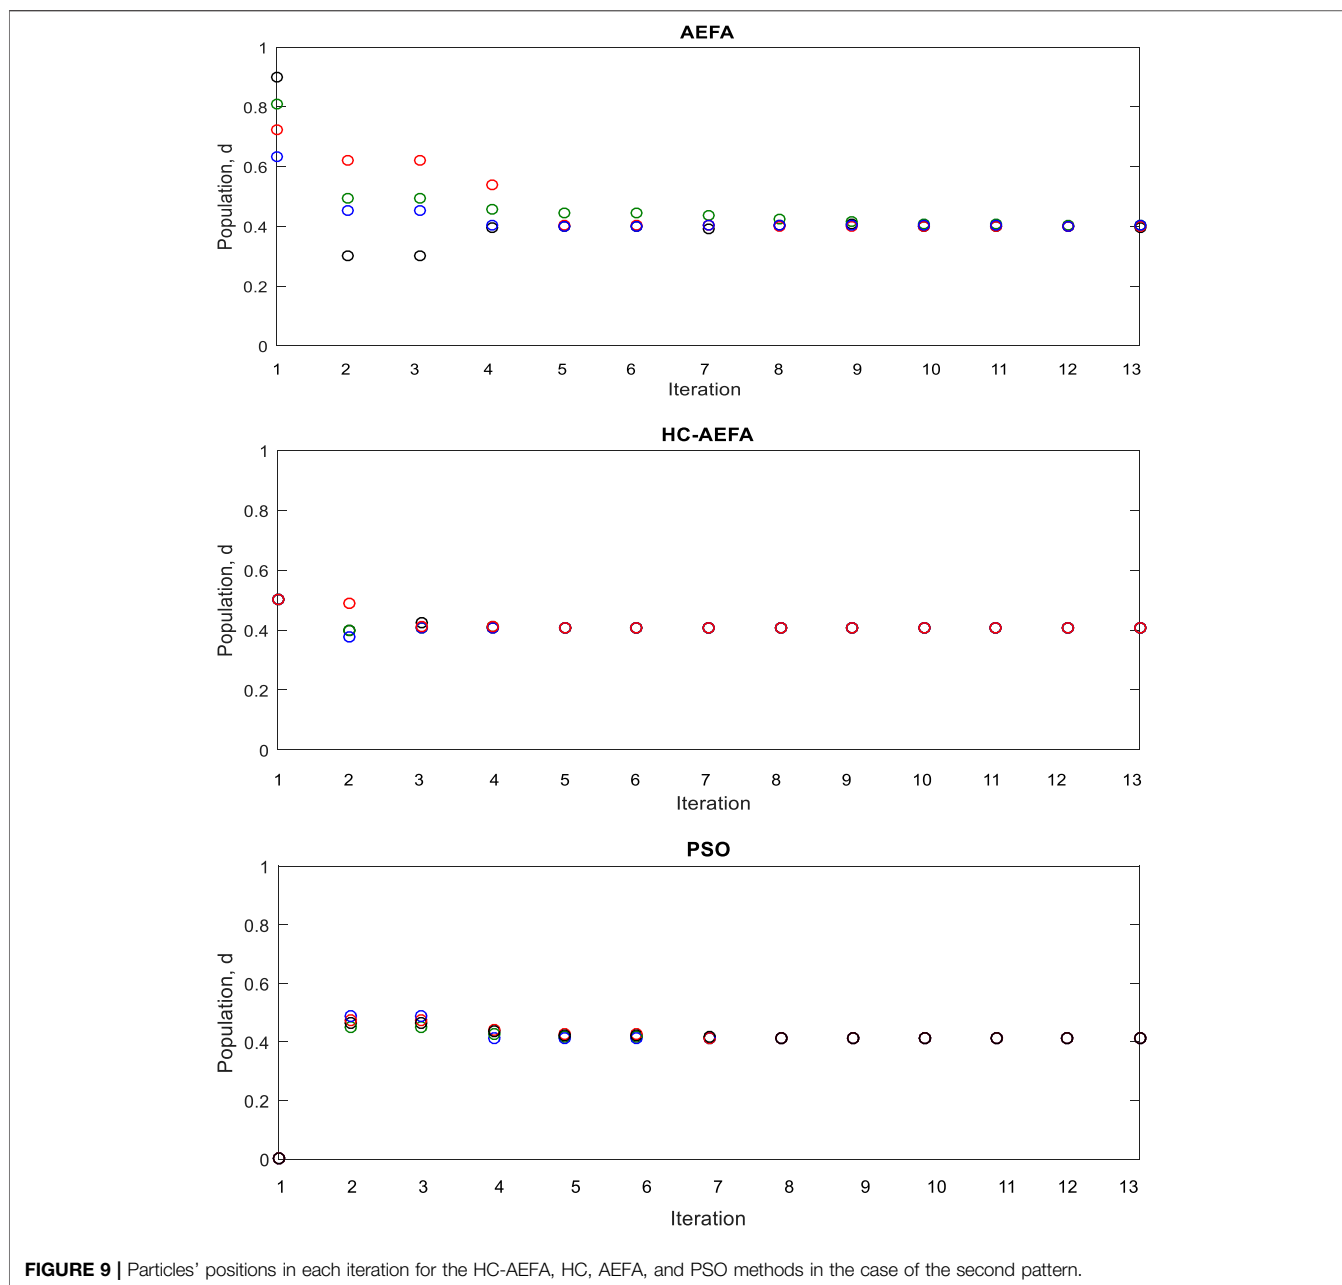 AEFA
1
0.8
0.6
0.4
0.2
0
Population, d
1 2 3 4 5 6 7 8 9 10 11 12 13
Iteration
HC-AEFA
1
0.8
0.6
0.4
0.2
0
Population, d
1 2 3 4 5 6 7 8 9 10 11 12 13
Iteration
PSO
1
0.8
0.6
0.4
0.2
0
Population, d
1 2 3 4 5 6 7 8 9 10 11 12 13
Iteration
FIGURE 9 | Particles’ positions in each iteration for the HC-AEFA, HC, AEFA, and PSO methods in the case of the second pattern.